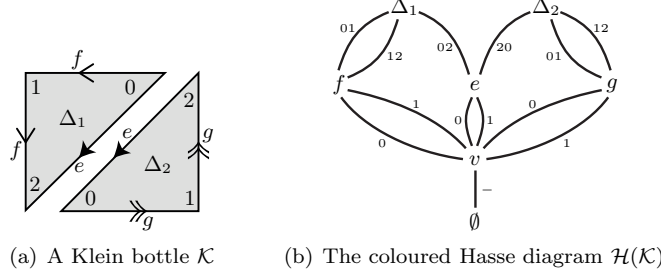 Δ₁ Δ₂
01 12 02 20 01 12
f 1 0
Δ₁
f e
e 2 g
2 Δ₂
0 1
g
f e g
1 0 1 0
0 1
v
–
∅
(a) A Klein bottle 𝒦 (b) The coloured Hasse diagram ℋ(𝒦)